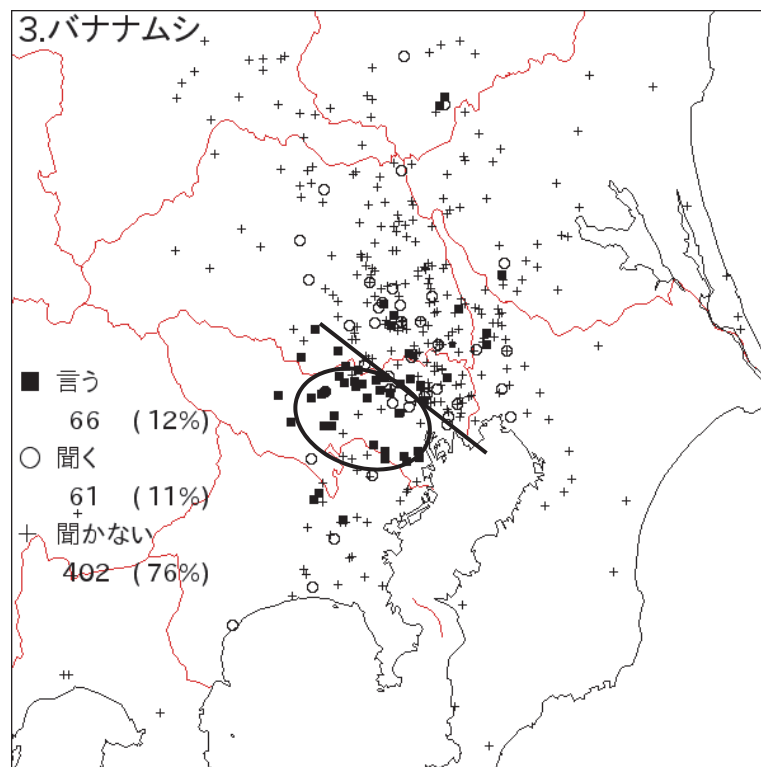 3.バナナムシ
■ 言う
66 (12%)
○ 聞く
61 (11%)
+ 聞かない
402 (76%)